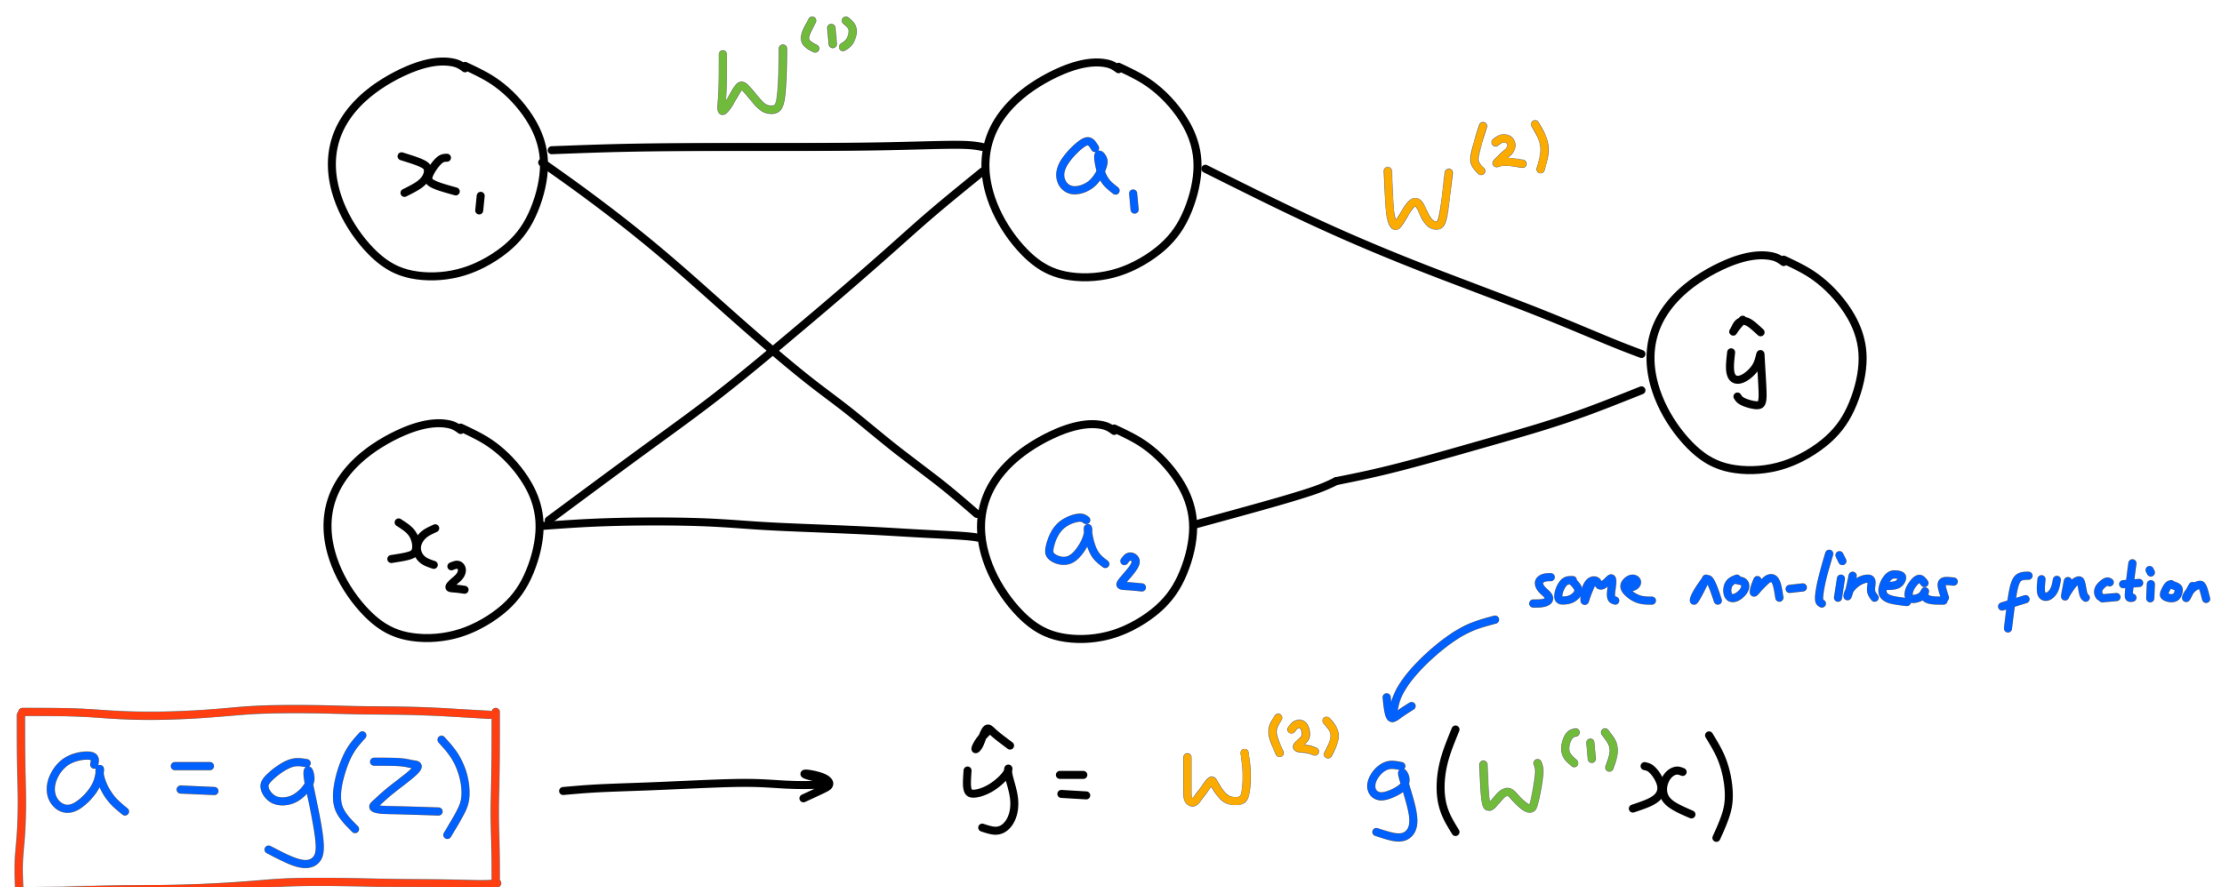 W⁽¹⁾
x₁
a₁
W⁽²⁾
ŷ
x₂
a₂
some non-linear function
a = g(z)
ŷ = W⁽²⁾ g(W⁽¹⁾x)